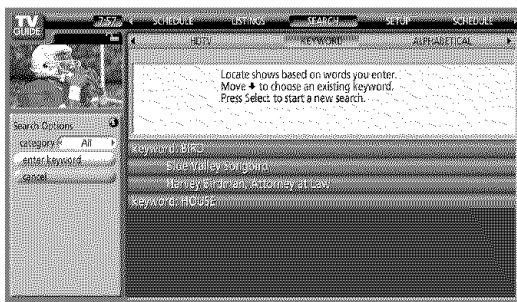 TV GUIDE
7:57
SCHEDULE LISTINGS SEARCH SETUP SCHEDULE
HDTV KEYWORD ALPHABETICAL
Locate shows based on words you enter.
Move to choose an existing keyword.
Press Select to start a new search.
Search Options
category All
enter keyword
cancel
keyword: BIRD
Blue Valley Songbird
Harvey Birdman, Attorney at Law
keyword: HOUSE